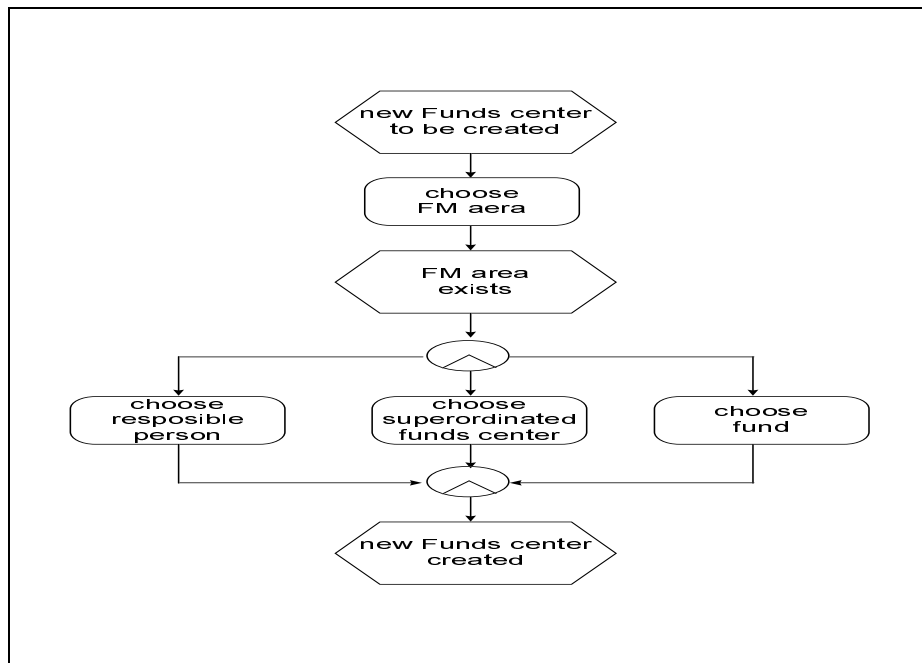 new Funds center
to be created
choose
FM aera
FM area
exists
choose
resposible
person
choose
superordinated
funds center
choose
fund
new Funds center
created